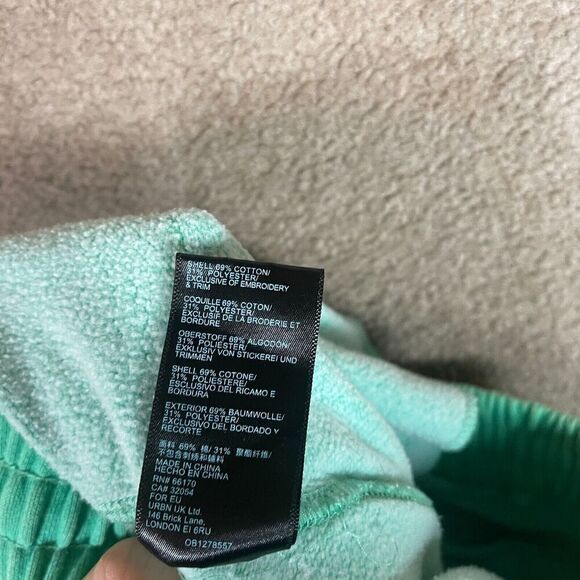 SHELL 69% COTTON/
31% POLYESTER/
EXCLUSIVE OF EMBROIDERY
& TRIM
COQUILLE 69% COTON/
31% POLYESTER/
EXCLUSIF DE LA BRODERIE ET
BORDURE
OBERSTOFF 69% ALGODÓN/
31% POLIESTER/
EXKLUSIV VON STICKEREI UND
TRIMMEN
SHELL 69% COTONE/
31% POLIESTERE/
ESCLUSIVO DEL RICAMO E
BORDURA
EXTERIOR 69% BAUMWOLLE/
31% POLYESTER/
EXCLUSIVO DEL BORDADO Y
RECORTE
面料 69% 棉/ 31% 聚酯纤维/
不包含刺绣和辅料
MADE IN CHINA
HECHO EN CHINA
RN# 66170
CA# 32054
FOR EU
URBN UK Ltd
146 Brick Lane,
LONDON EI 6RU
OB1278557